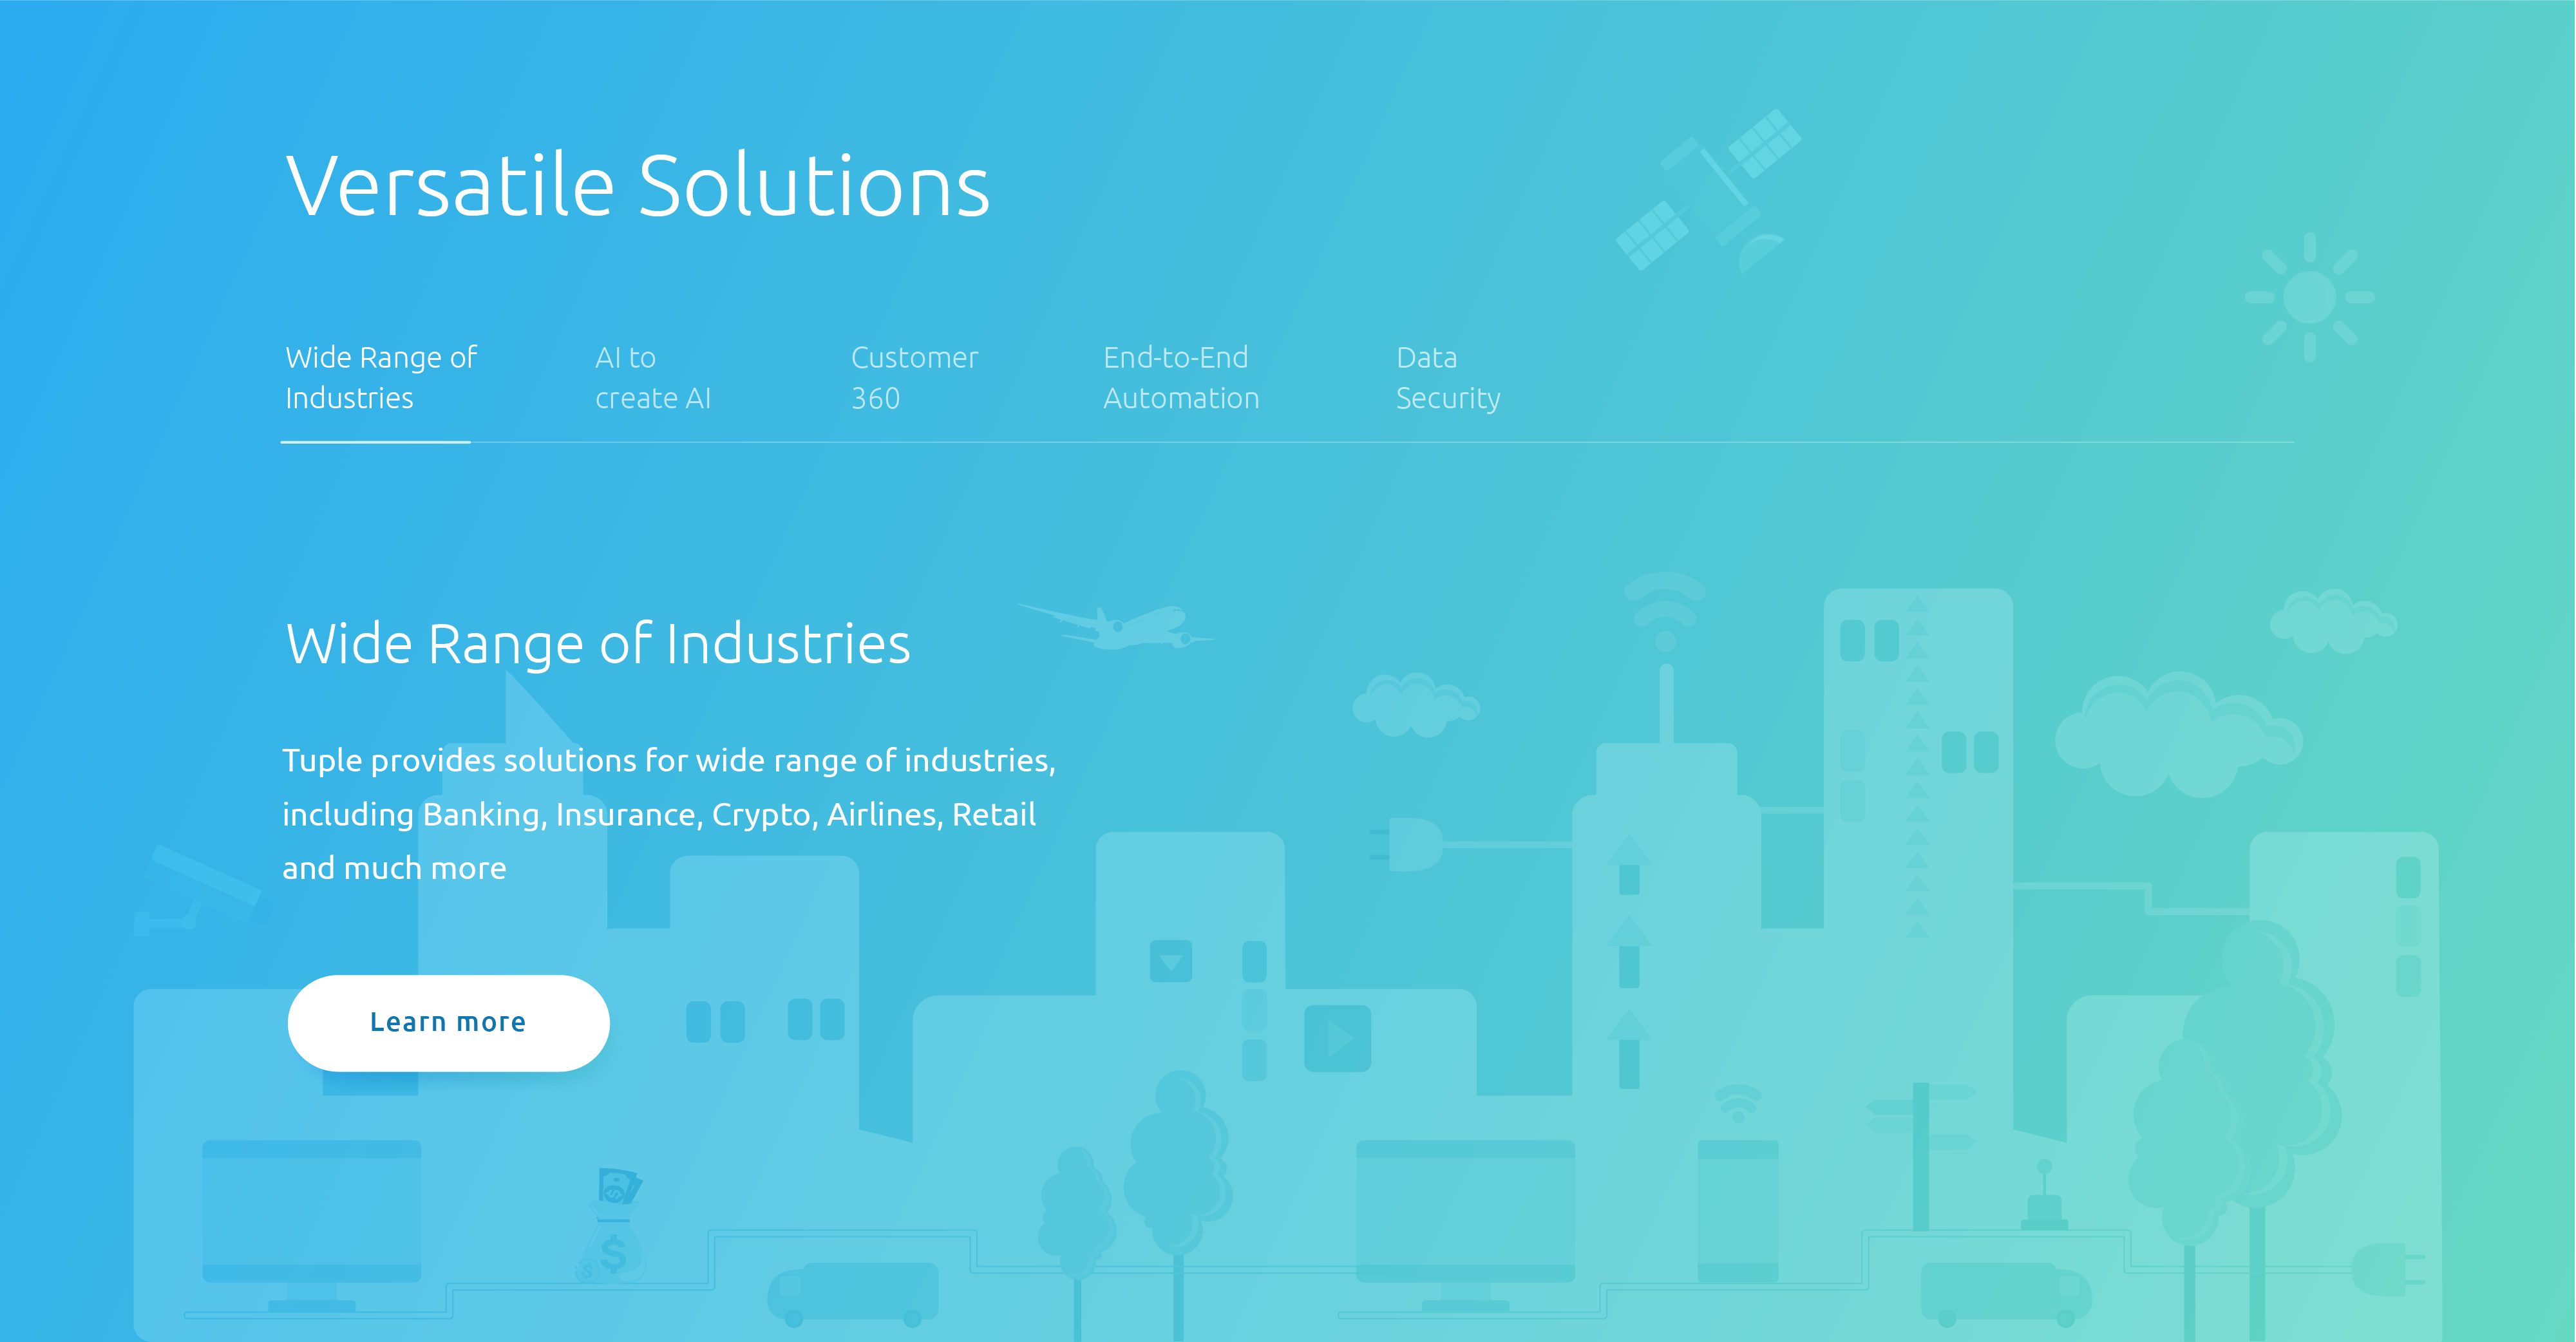 Versatile Solutions
Wide Range of
Industries
AI to
create AI
Customer
360
End-to-End
Automation
Data
Security
Wide Range of Industries
Tuple provides solutions for wide range of industries,
including Banking, Insurance, Crypto, Airlines, Retail
and much more
Learn more
$
$
$